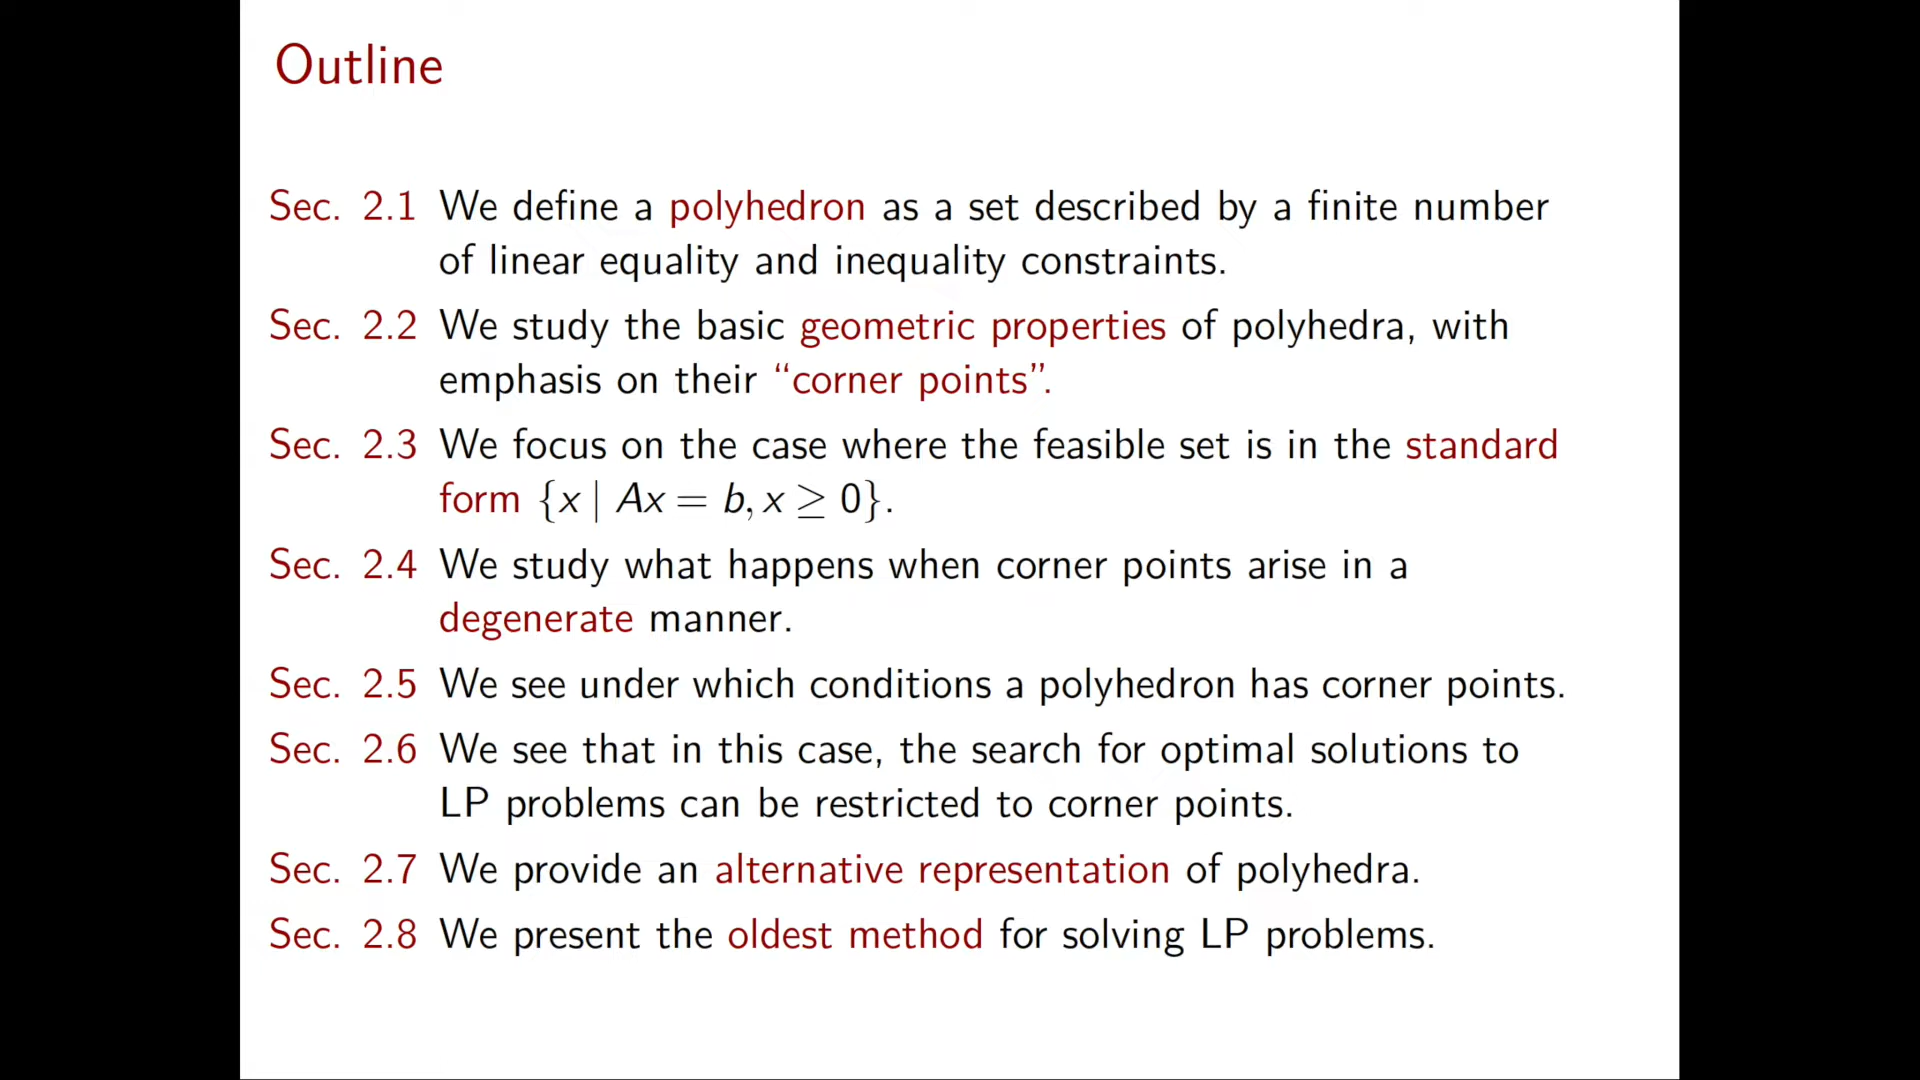 Outline
Sec. 2.1 We define a polyhedron as a set described by a finite number
of linear equality and inequality constraints.
Sec. 2.2 We study the basic geometric properties of polyhedra, with
emphasis on their “corner points”.
Sec. 2.3 We focus on the case where the feasible set is in the standard
form {x | Ax = b, x ≥ 0}.
Sec. 2.4 We study what happens when corner points arise in a
degenerate manner.
Sec. 2.5 We see under which conditions a polyhedron has corner points.
Sec. 2.6 We see that in this case, the search for optimal solutions to
LP problems can be restricted to corner points.
Sec. 2.7 We provide an alternative representation of polyhedra.
Sec. 2.8 We present the oldest method for solving LP problems.